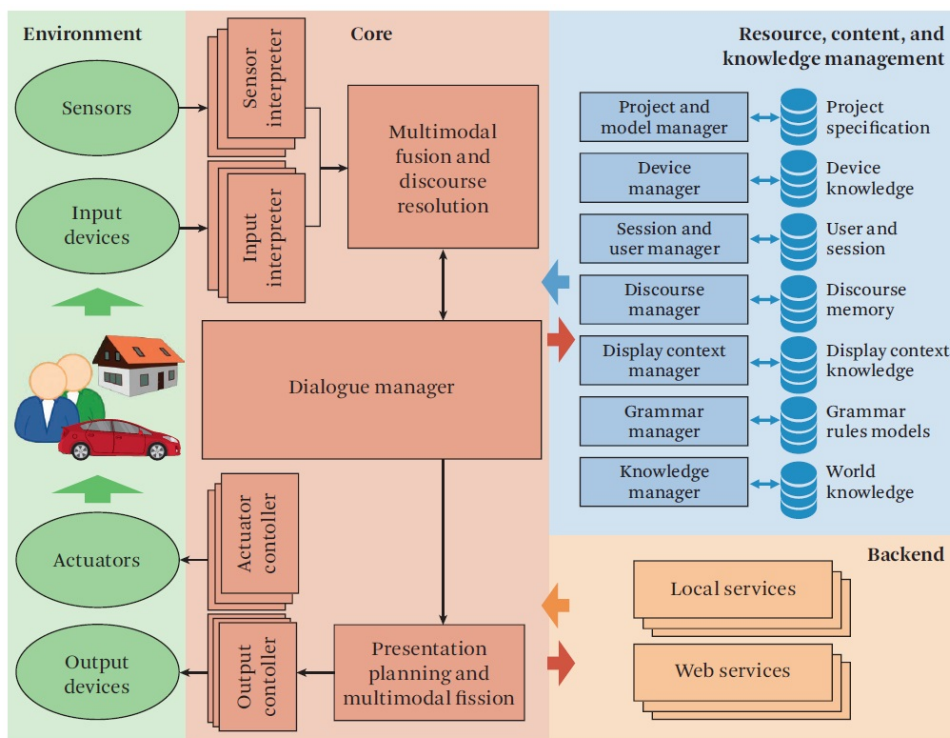 Environment
Sensors
Input
devices
Actuators
Output
devices
Core
Sensor
interpreter
Input
interpreter
Multimodal
fusion and
discourse
resolution
Dialogue manager
Actuator
contoller
Output
contoller
Presentation
planning and
multimodal fission
Resource, content, and
knowledge management
Project and
model manager
Project
specification
Device
manager
Device
knowledge
Session and
user manager
User and
session
Discourse
manager
Discourse
memory
Display context
manager
Display context
knowledge
Grammar
manager
Grammar
rules models
Knowledge
manager
World
knowledge
Backend
Local services
Web services